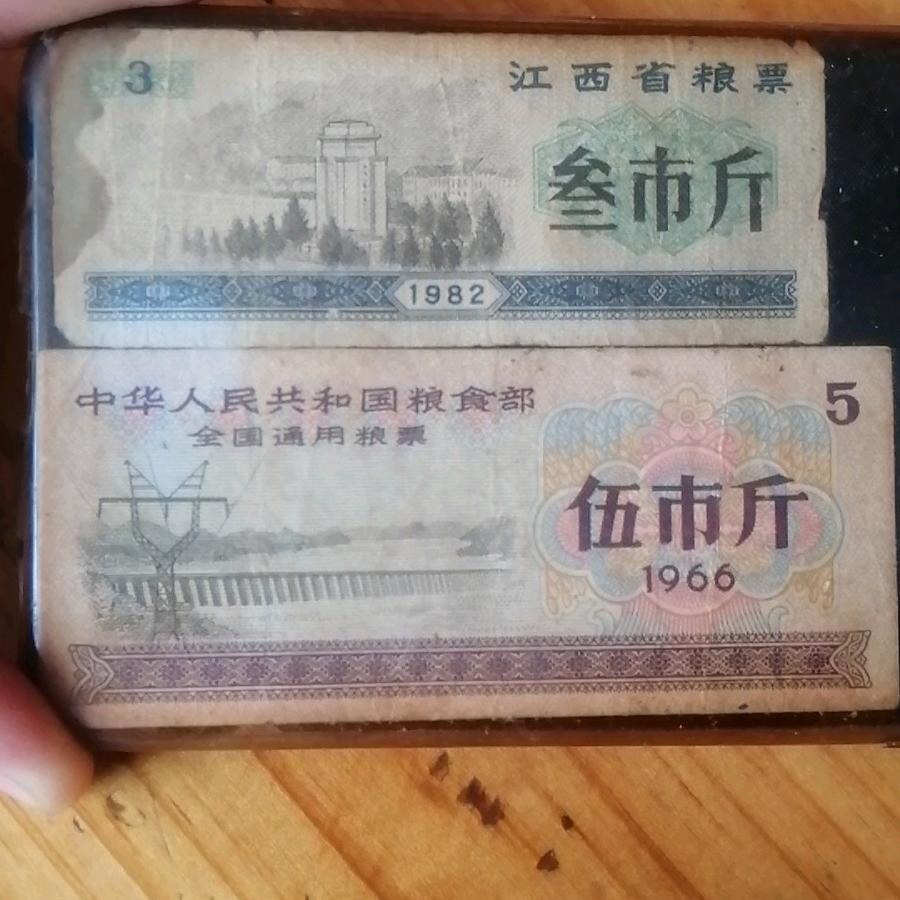 3
江西省粮票
叁市斤
1982
中华人民共和国粮食部
5
全国通用粮票
伍市斤
1966